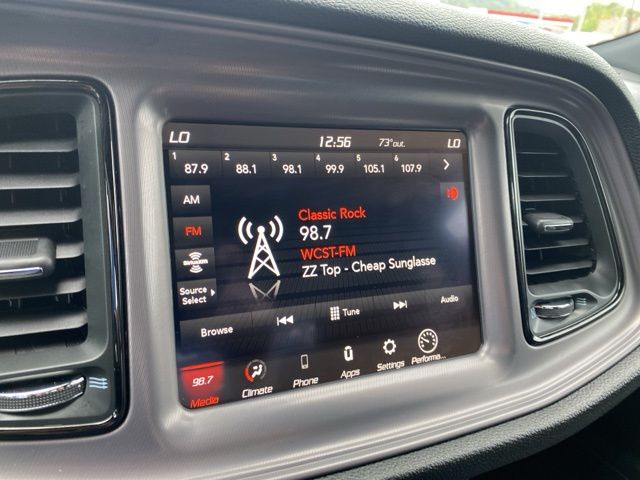 LO 12:56 73°out. LO
1 87.9 2 88.1 3 98.1 4 99.9 5 105.1 6 107.9
AM
FM
SiriusXM
Source Select
Classic Rock
98.7
WCST-FM
ZZ Top - Cheap Sunglasse
Browse Tune Audio
98.7
Media Climate Phone Apps Settings Performa...